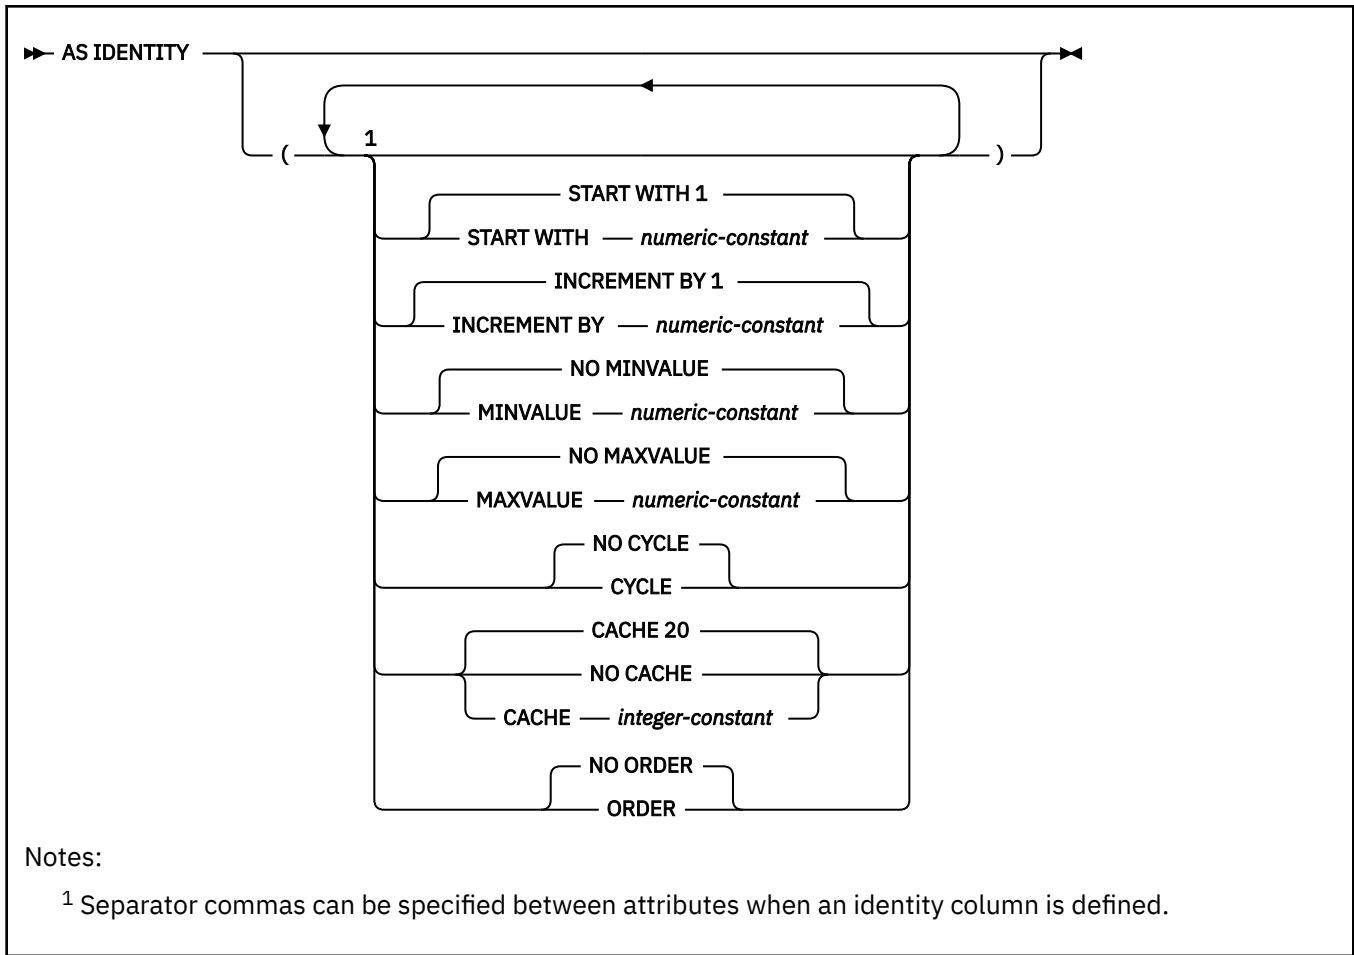 AS IDENTITY
1
( )
START WITH 1
START WITH numeric-constant
INCREMENT BY 1
INCREMENT BY numeric-constant
NO MINVALUE
MINVALUE numeric-constant
NO MAXVALUE
MAXVALUE numeric-constant
NO CYCLE
CYCLE
CACHE 20
NO CACHE
CACHE integer-constant
NO ORDER
ORDER
Notes:
1 Separator commas can be specified between attributes when an identity column is defined.